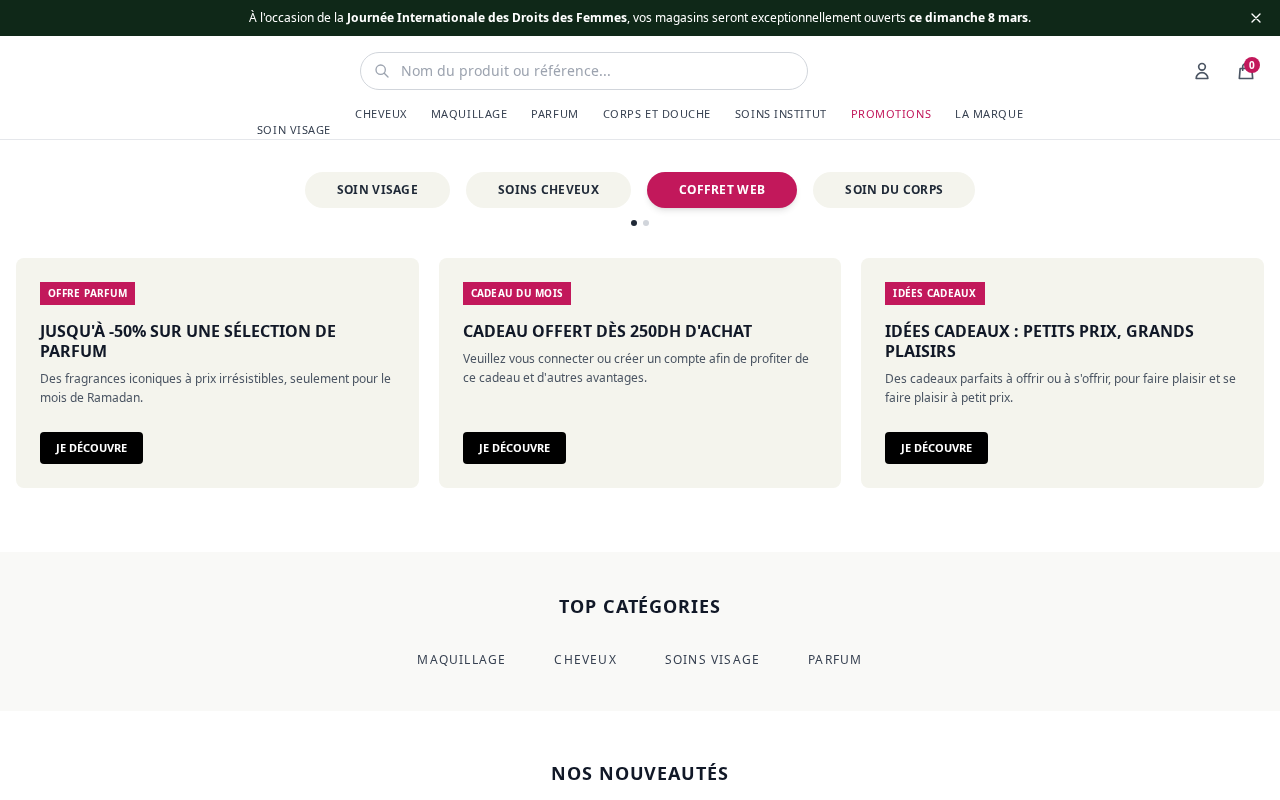 À l'occasion de la Journée Internationale des Droits des Femmes, vos magasins seront exceptionnellement ouverts ce dimanche 8 mars.
Nom du produit ou référence...
0
SOIN VISAGE
CHEVEUX
MAQUILLAGE
PARFUM
CORPS ET DOUCHE
SOINS INSTITUT
PROMOTIONS
LA MARQUE
SOIN VISAGE
SOINS CHEVEUX
COFFRET WEB
SOIN DU CORPS
OFFRE PARFUM
JUSQU'À -50% SUR UNE SÉLECTION DE
PARFUM
Des fragrances iconiques à prix irrésistibles, seulement pour le
mois de Ramadan.
JE DÉCOUVRE
CADEAU DU MOIS
CADEAU OFFERT DÈS 250DH D'ACHAT
Veuillez vous connecter ou créer un compte afin de profiter de
ce cadeau et d'autres avantages.
JE DÉCOUVRE
IDÉES CADEAUX
IDÉES CADEAUX : PETITS PRIX, GRANDS
PLAISIRS
Des cadeaux parfaits à offrir ou à s'offrir, pour faire plaisir et se
faire plaisir à petit prix.
JE DÉCOUVRE
TOP CATÉGORIES
MAQUILLAGE
CHEVEUX
SOINS VISAGE
PARFUM
NOS NOUVEAUTÉS